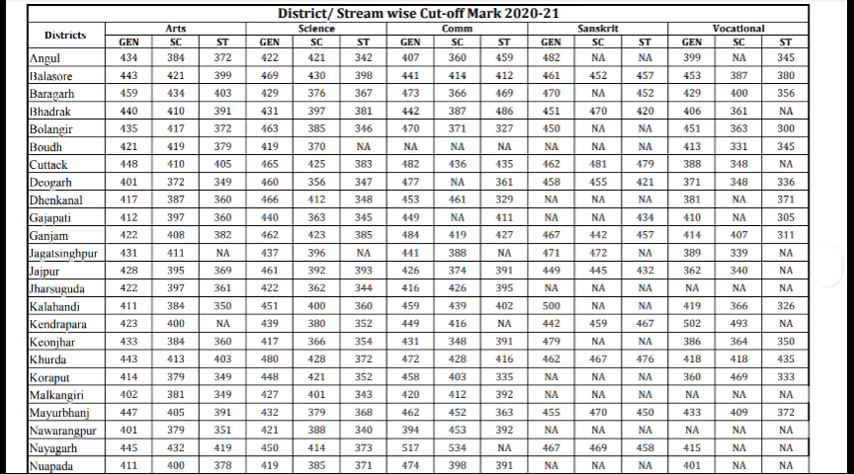 District/ Stream wise Cut-off Mark 2020-21
Districts Arts Science Comm Sanskrit Vocational
GEN SC ST GEN SC ST GEN SC ST GEN SC ST GEN SC ST
Angul 434 384 372 422 421 342 407 360 459 482 NA NA 399 NA 345
Balasore 443 421 399 469 430 398 441 414 412 461 452 457 453 387 380
Baragarh 459 434 403 429 376 367 473 366 469 470 NA 452 429 400 356
Bhadrak 440 410 391 431 397 381 442 387 486 451 470 420 406 361 NA
Bolangir 435 417 372 463 385 346 470 371 327 450 NA NA 451 363 300
Boudh 421 419 379 419 370 NA NA NA NA NA NA NA 413 331 345
Cuttack 448 410 405 465 425 383 482 436 435 462 481 479 388 348 NA
Deogarh 401 372 349 460 356 347 477 NA 361 458 455 421 371 348 336
Dhenkanal 417 387 360 466 412 348 453 461 329 NA NA NA 381 NA 371
Gajapati 412 397 360 440 363 345 449 NA 411 NA NA 434 410 NA 305
Ganjam 422 408 382 462 423 385 484 419 427 467 442 457 414 407 311
Jagatsinghpur 431 411 NA 437 396 NA 441 388 NA 471 472 NA 389 339 NA
Jajpur 428 395 369 461 392 393 426 374 391 449 445 432 362 340 NA
Jharsuguda 422 397 361 422 362 344 416 426 395 NA NA NA NA NA NA
Kalahandi 411 384 350 451 400 360 459 439 402 500 NA NA 419 366 326
Kendrapara 423 400 NA 439 380 352 449 416 NA 442 459 467 502 493 NA
Keonjhar 433 384 360 417 366 354 431 348 391 479 NA NA 386 364 350
Khurda 443 413 403 480 428 372 472 428 416 462 467 476 418 418 435
Koraput 414 379 349 448 421 352 458 403 335 NA NA NA 360 469 333
Malkangiri 402 381 349 427 401 343 420 412 392 NA NA NA NA NA NA
Mayurbhanj 447 405 391 432 379 368 462 452 363 455 470 450 433 409 372
Nawarangpur 401 379 351 421 388 340 394 453 392 NA NA NA NA NA NA
Nayagarh 445 432 419 450 414 373 517 534 NA 467 469 458 415 NA NA
Nuapada 411 400 378 419 385 371 474 398 391 NA NA NA 401 NA NA